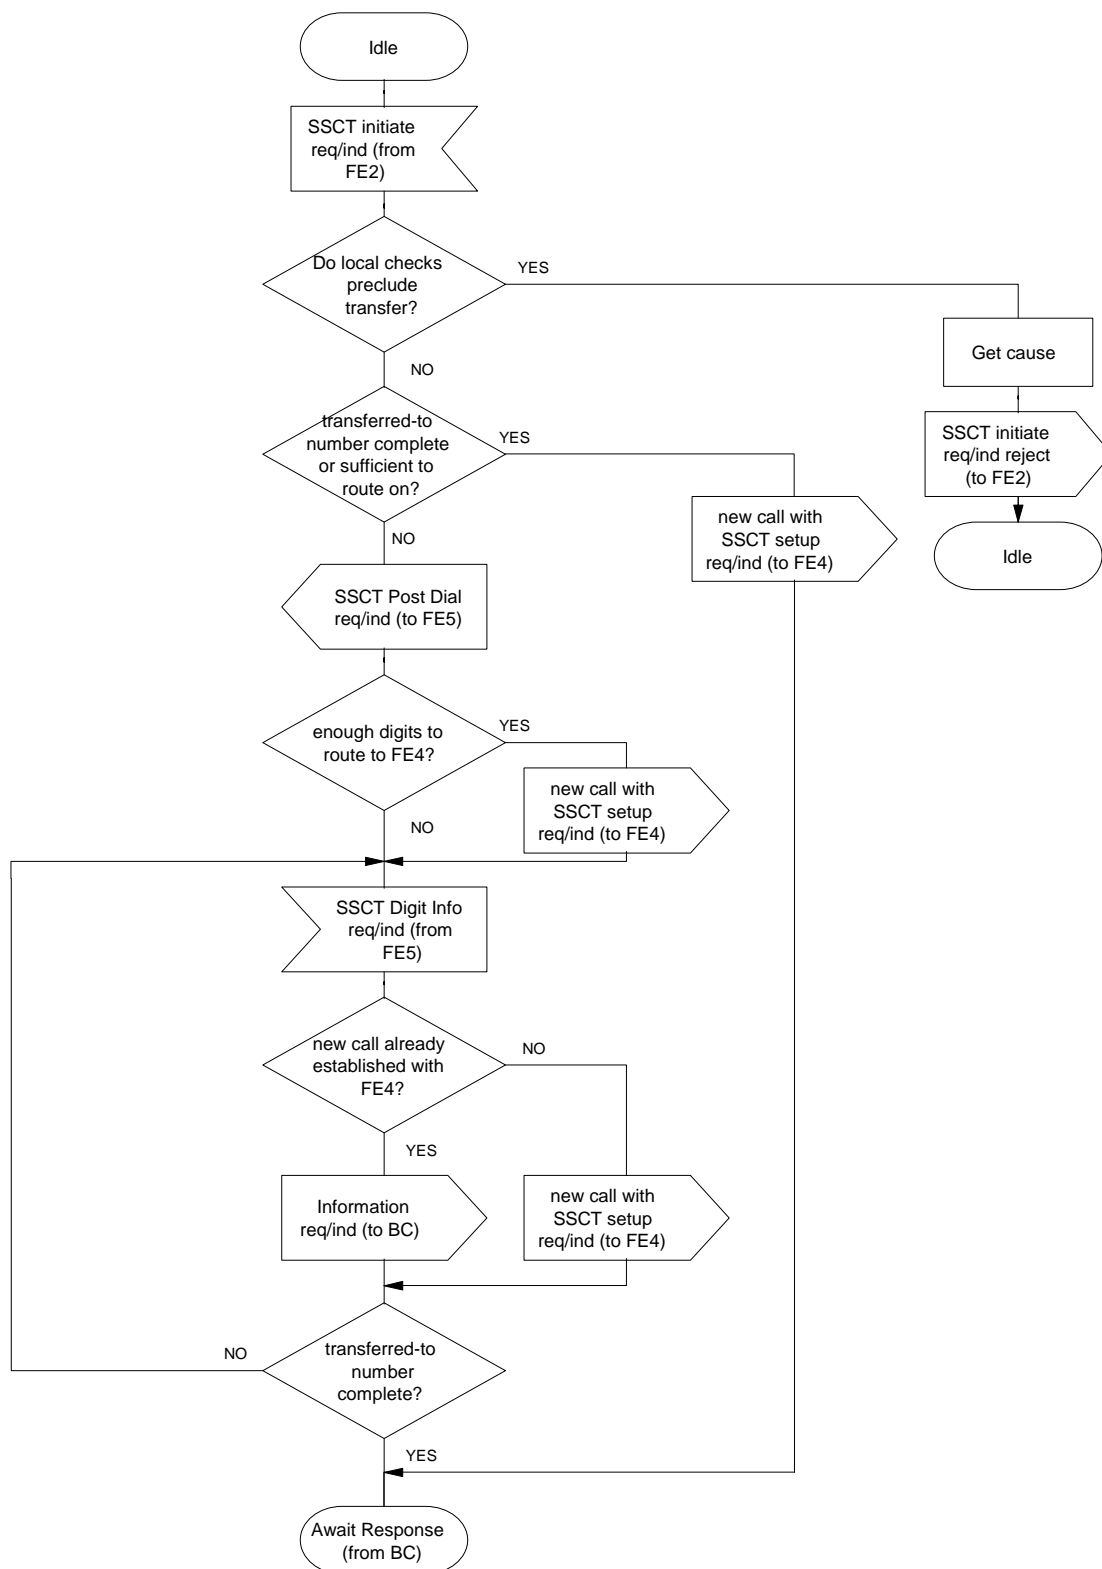 Idle
SSCT initiate
req/ind (from
FE2)
Do local checks
preclude
transfer?
YES
NO
Get cause
SSCT initiate
req/ind reject
(to FE2)
Idle
transferred-to
number complete
or sufficient to
route on?
YES
NO
new call with
SSCT setup
req/ind (to FE4)
SSCT Post Dial
req/ind (to FE5)
enough digits to
route to FE4?
YES
NO
new call with
SSCT setup
req/ind (to FE4)
SSCT Digit Info
req/ind (from
FE5)
new call already
established with
FE4?
NO
YES
Information
req/ind (to BC)
new call with
SSCT setup
req/ind (to FE4)
transferred-to
number
complete?
NO
YES
Await Response
(from BC)